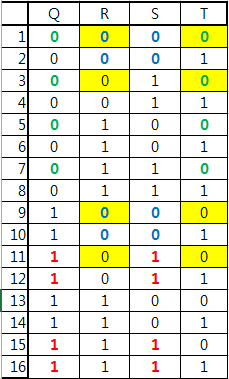 Q R S T
1 0 0 0 0
2 0 0 0 1
3 0 0 1 0
4 0 0 1 1
5 0 1 0 0
6 0 1 0 1
7 0 1 1 0
8 0 1 1 1
9 1 0 0 0
10 1 0 0 1
11 1 0 1 0
12 1 0 1 1
13 1 1 0 0
14 1 1 0 1
15 1 1 1 0
16 1 1 1 1